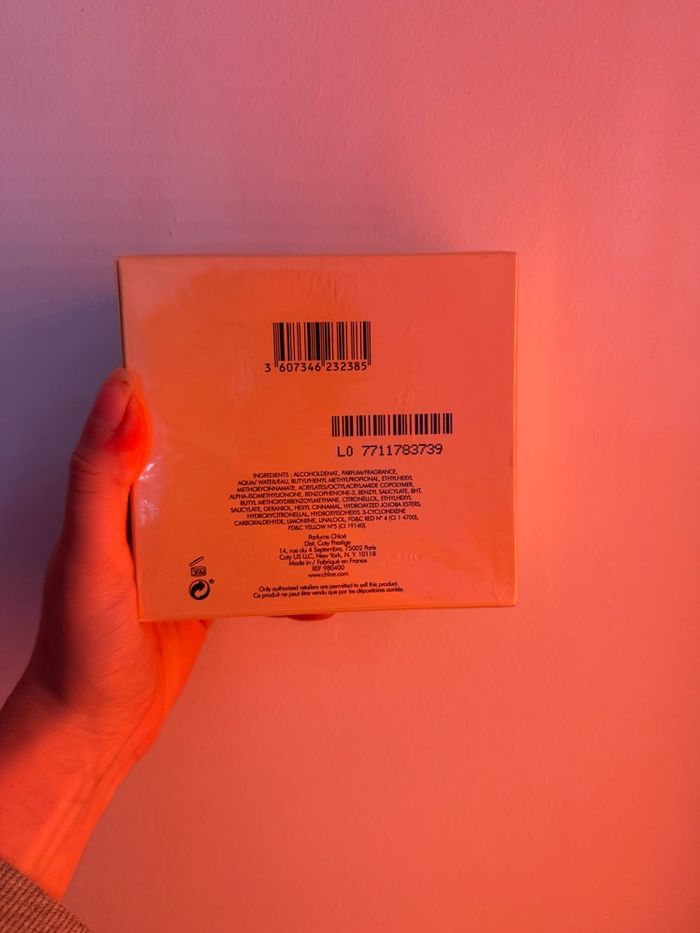 3 607346 232385
LO 7711783739
INGREDIENTS : ALCOHOLDENAT, PARFUM/FRAGRANCE,
AQUA/ WATER/EAU, BUTYLPHENYL METHYLPROPIONAL, ETHYLHEXYL
METHOXYCINNAMATE, ACRYLATES/OCTYLACRYLAMIDE COPOLYMER,
ALPHA-ISOMETHYLIONONE, BENZOPHENONE-3, BENZYL SALICYLATE, BHT,
BUTYL METHOXYDIBENZOYLMETHANE, CITRONELLOL, ETHYLHEXYL
SALICYLATE, GERANIOL, HEXYL CINNAMAL, HYDROLYZED JOJOBA ESTERS,
HYDROXYCITRONELLAL, HYDROXYISOHEXYL 3-CYCLOHEXENE
CARBOXALDEHYDE, LIMONENE, LINALOOL, FD&C RED N° 4 (CI 14700),
FD&C YELLOW N°5 (CI 19140).
Parfums Chloé
Dist. Coty Prestige
14, rue du 4 Septembre, 75002 Paris
Coty US LLC, New York, N. Y. 10118
Made in / Fabriqué en France
REF 980400
www.chloe.com
Only authorized retailers are permitted to sell this product.
Ce produit ne peut être vendu que par les dépositaires agréés.